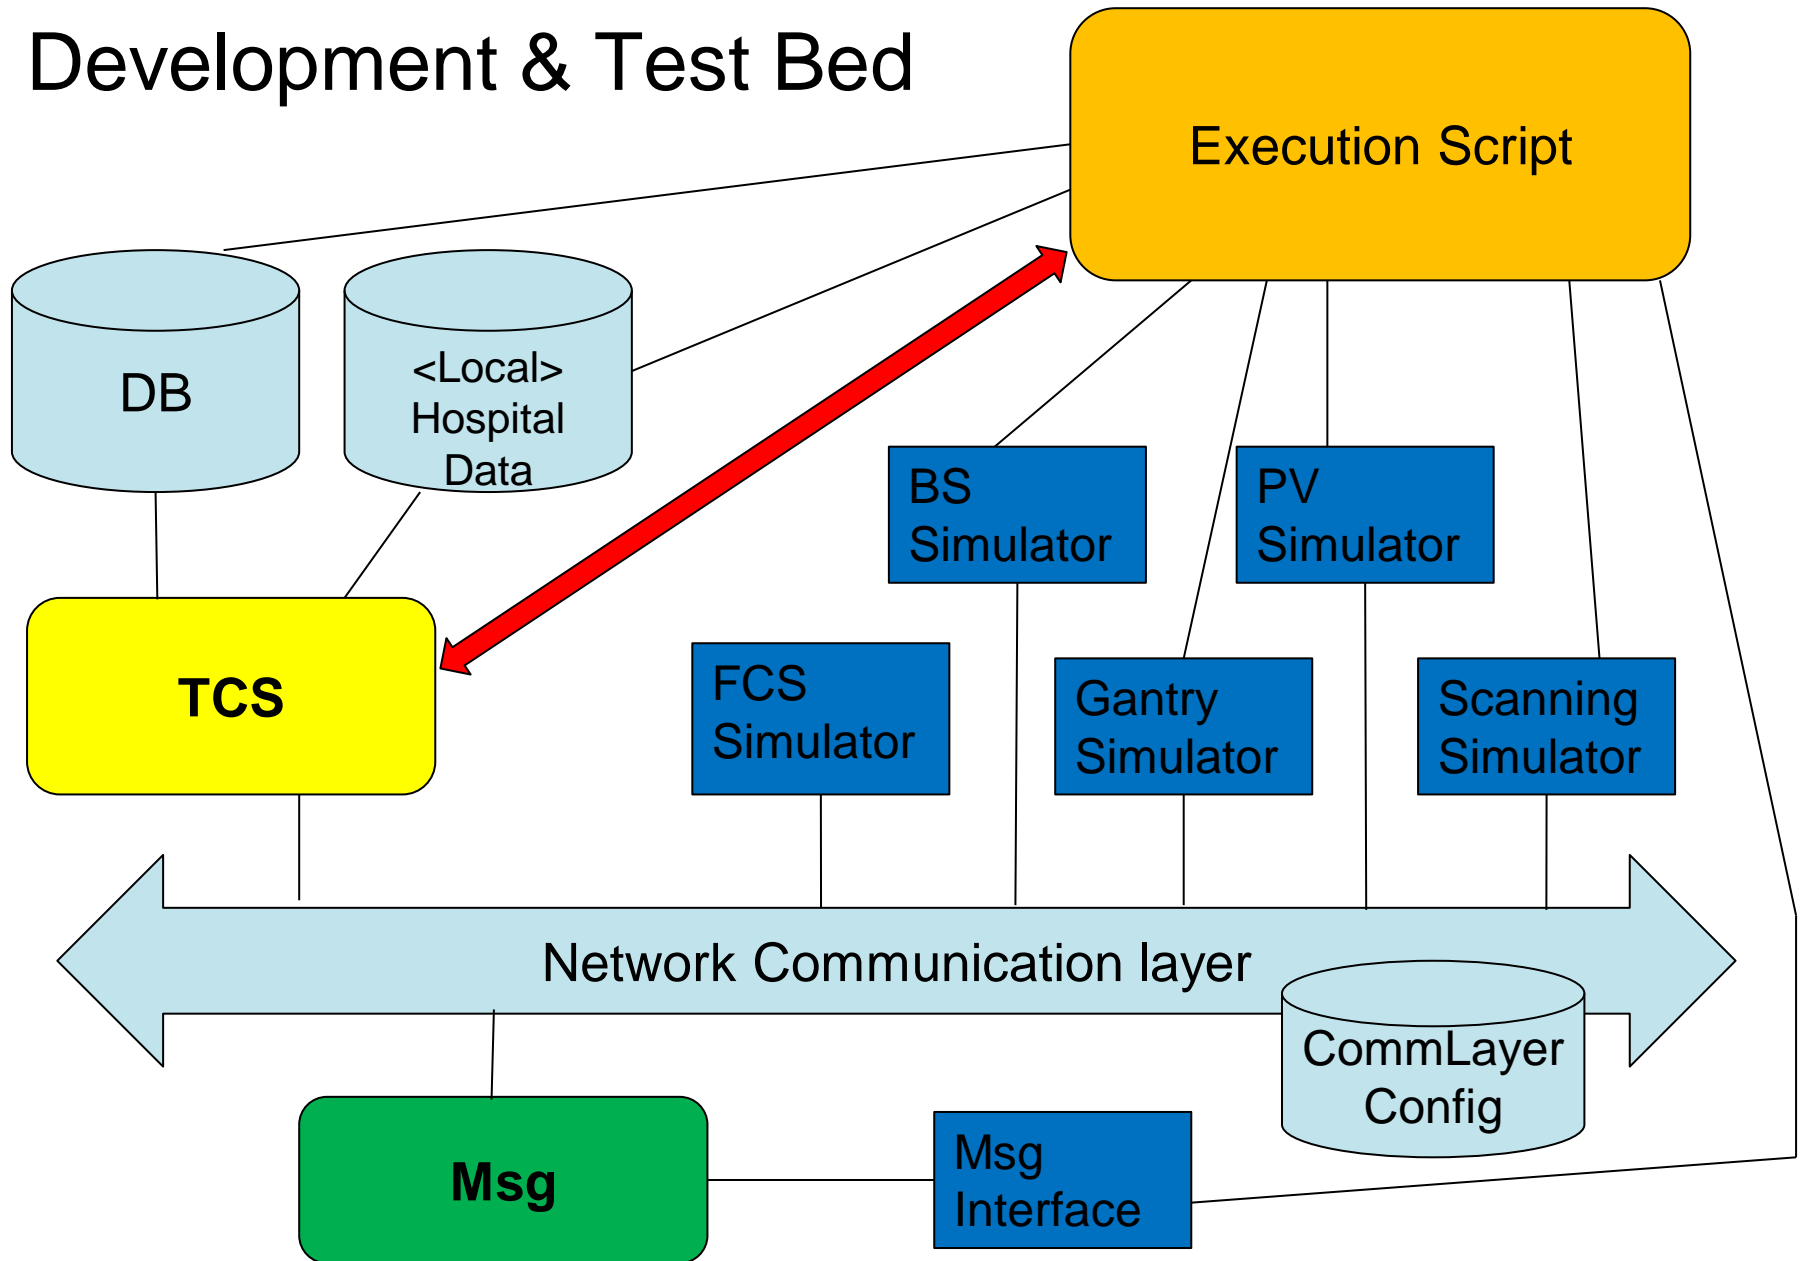 Development & Test Bed
Execution Script
DB
<Local>
Hospital
Data
BS
Simulator
PV
Simulator
TCS
FCS
Simulator
Gantry
Simulator
Scanning
Simulator
Network Communication layer
CommLayer
Config
Msg
Msg
Interface